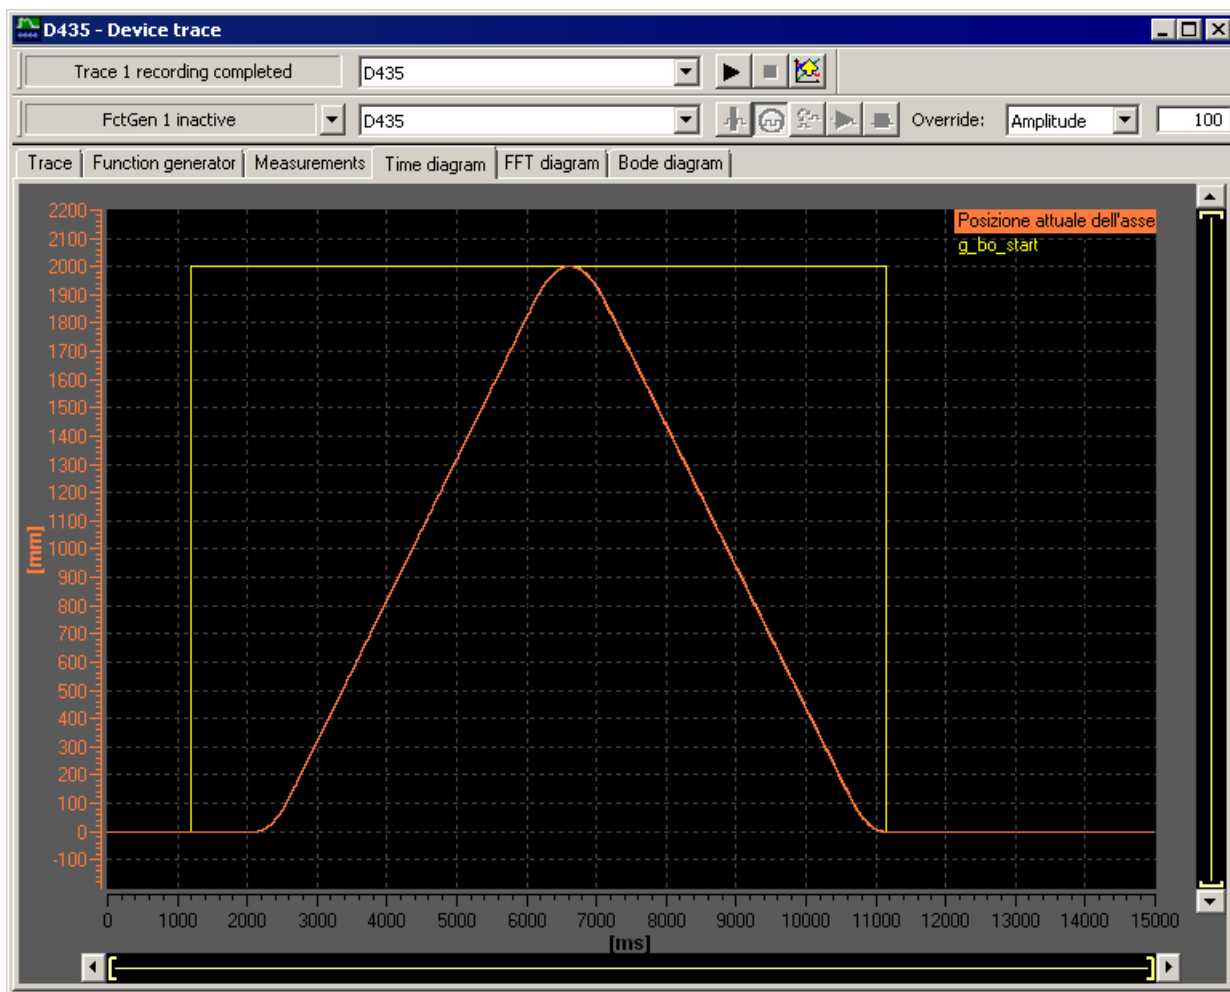 D435 - Device trace
Trace 1 recording completed D435
FctGen 1 inactive D435 Override: Amplitude 100
Trace Function generator Measurements Time diagram FFT diagram Bode diagram
Posizione attuale dell'asse
g_bo_start
2200
2100
2000
1900
1800
1700
1600
1500
1400
1300
1200
1100
1000
900
800
700
600
500
400
300
200
100
0
-100
[mm]
0 1000 2000 3000 4000 5000 6000 7000 8000 9000 10000 11000 12000 13000 14000 15000
[ms]